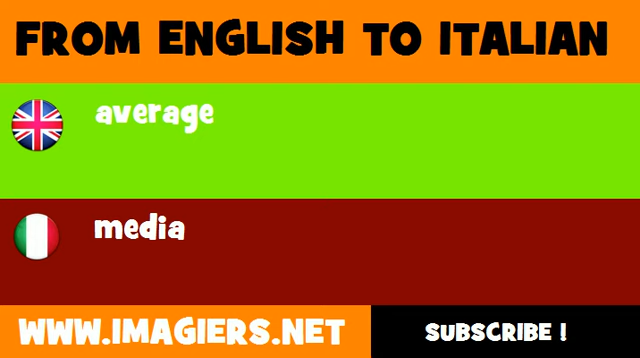 FROM ENGLISH TO ITALIAN
average
media
WWW.IMAGIERS.NET
SUBSCRIBE !